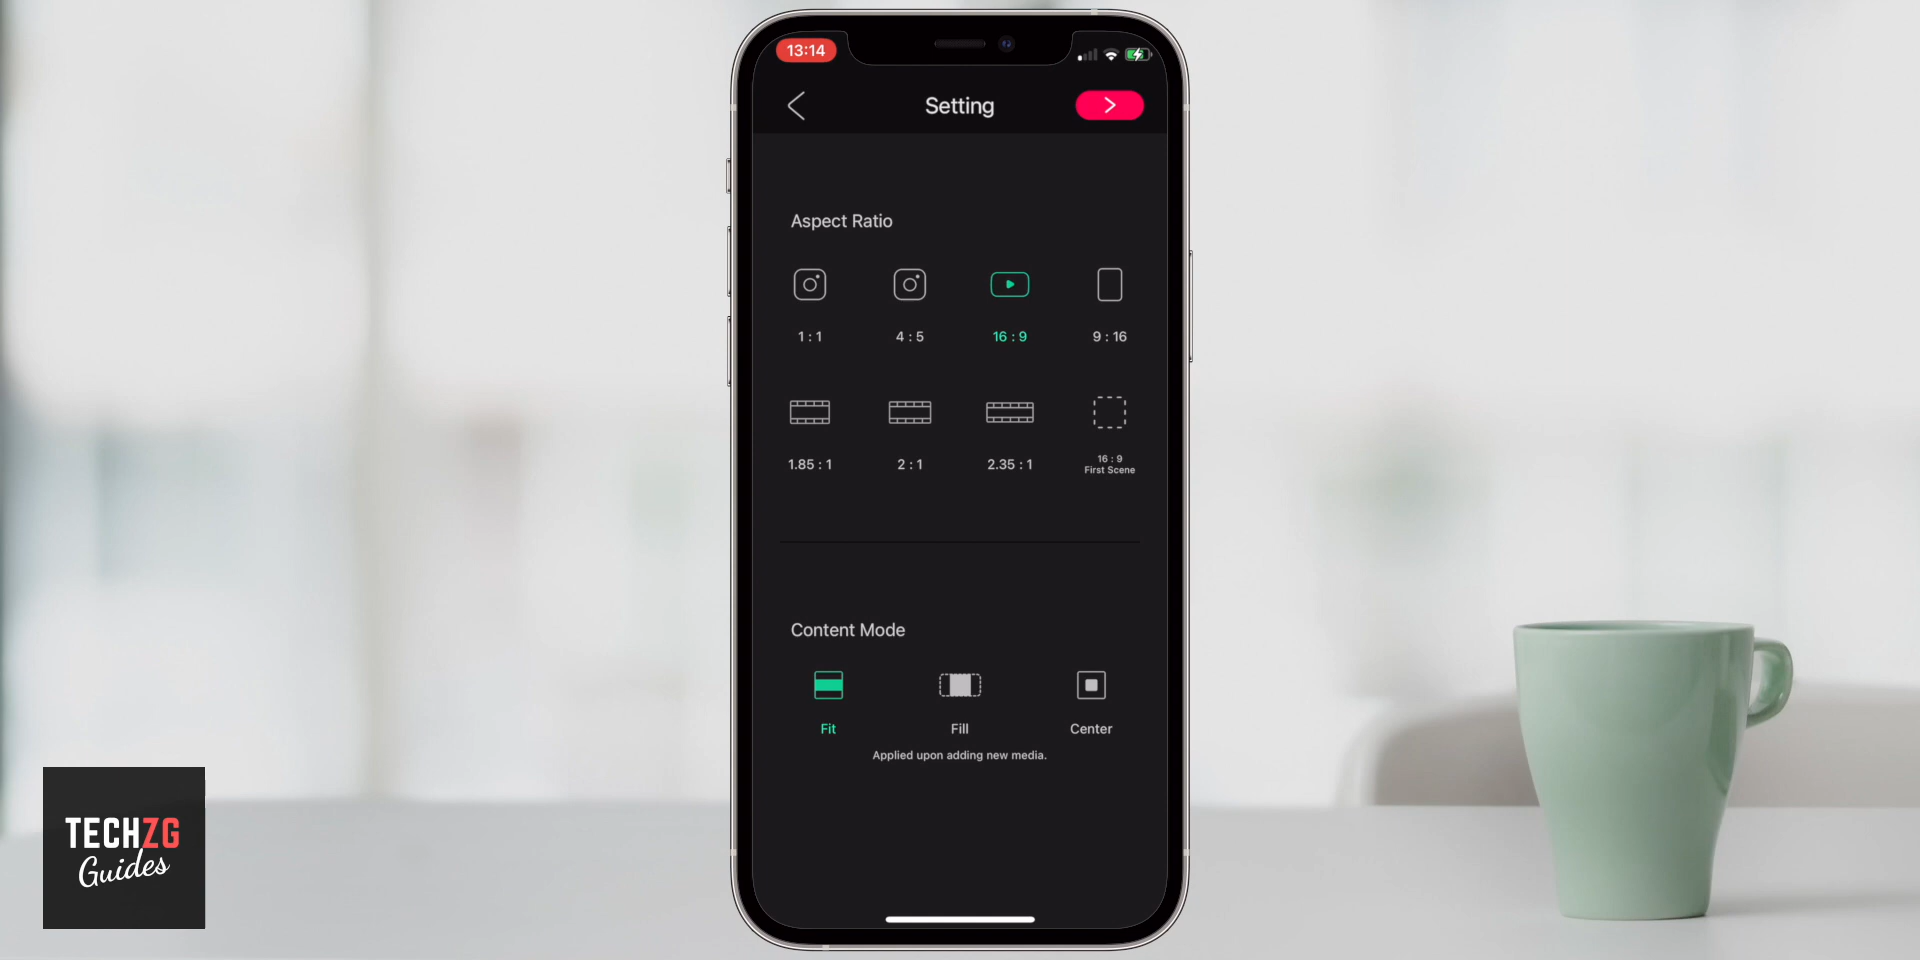 13:14
Setting
Aspect Ratio
1 : 1
4 : 5
16 : 9
9 : 16
1.85 : 1
2 : 1
2.35 : 1
16 : 9
First Scene
Content Mode
Fit
Fill
Center
Applied upon adding new media.
TECHZG
Guides